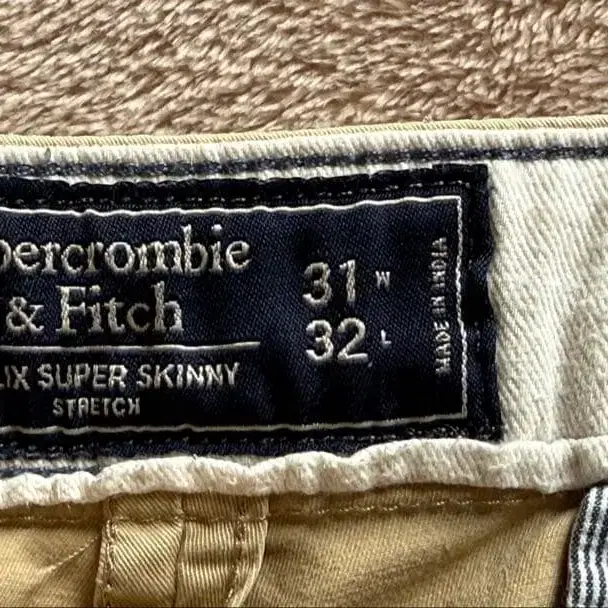 bercrombie
& Fitch
LIX SUPER SKINNY
STRETCH
31 W
32 L
MADE IN INDIA